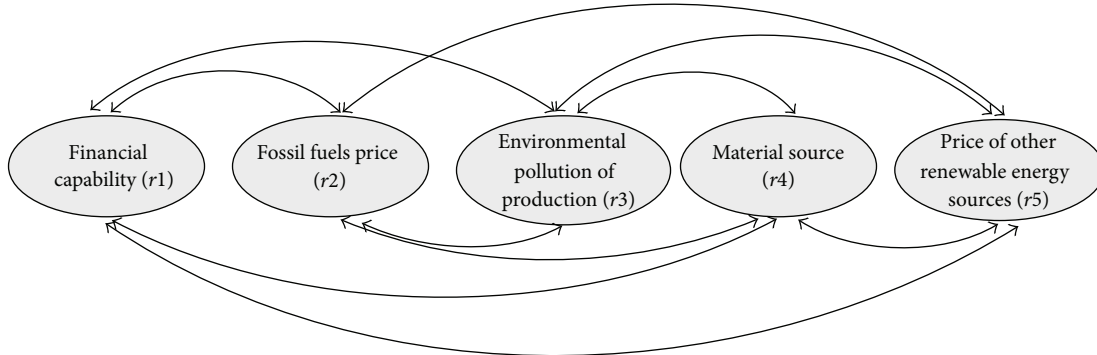 Financial
capability (r1)
Fossil fuels price
(r2)
Environmental
pollution of
production (r3)
Material source
(r4)
Price of other
renewable energy
sources (r5)